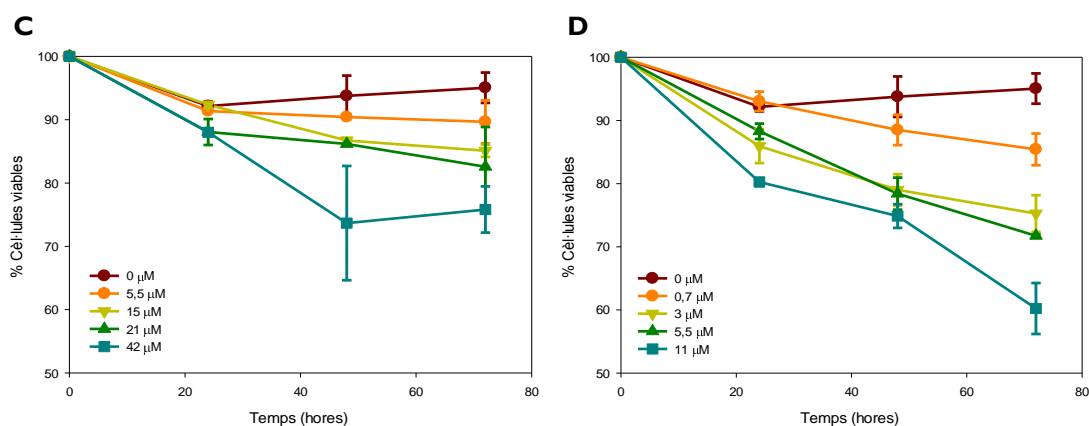 C
% Cèl·lules viables
100
90
80
70
60
50
0 μM
5,5 μM
15 μM
21 μM
42 μM
0
20
40
60
80
Temps (hores)
D
% Cèl·lules viables
100
90
80
70
60
50
0 μM
0,7 μM
3 μM
5,5 μM
11 μM
0
20
40
60
80
Temps (hores)